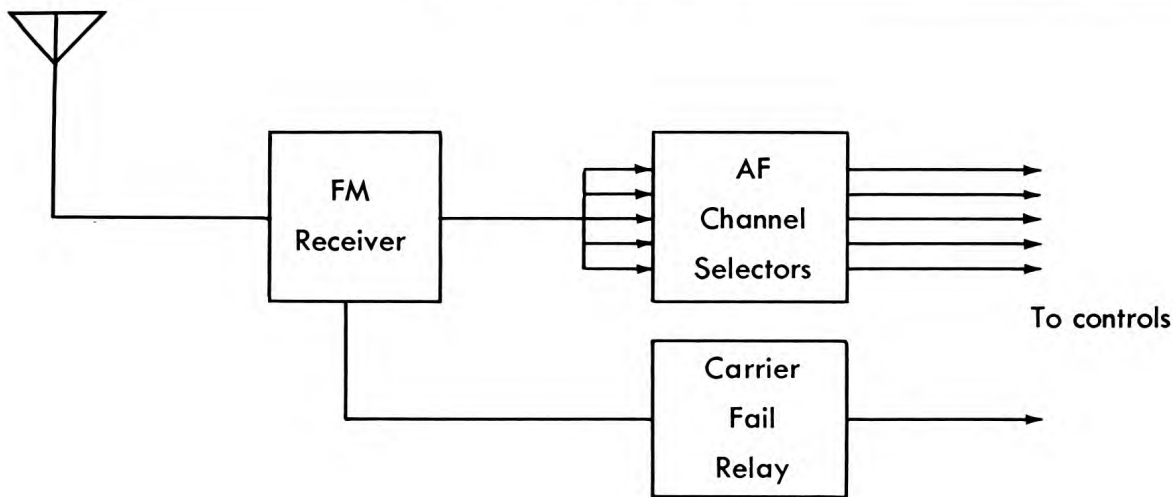 FM
Receiver
AF
Channel
Selectors
To controls
Carrier
Fail
Relay